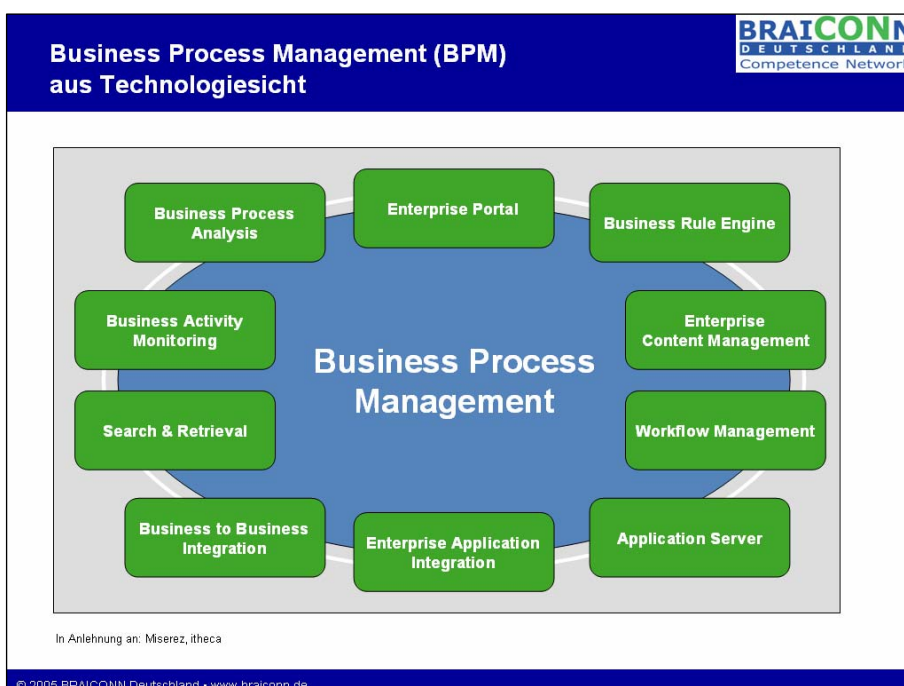 Business Process Management (BPM)
aus Technologiesicht
BRAICONN
DEUTSCHLAND
Competence Network
Business Process
Analysis
Enterprise Portal
Business Rule Engine
Business Activity
Monitoring
Enterprise
Content Management
Business Process
Management
Search & Retrieval
Workflow Management
Business to Business
Integration
Enterprise Application
Integration
Application Server
In Anlehnung an: Miserez, itheca
© 2005 BRAICONN Deutschland • www.braiconn.de